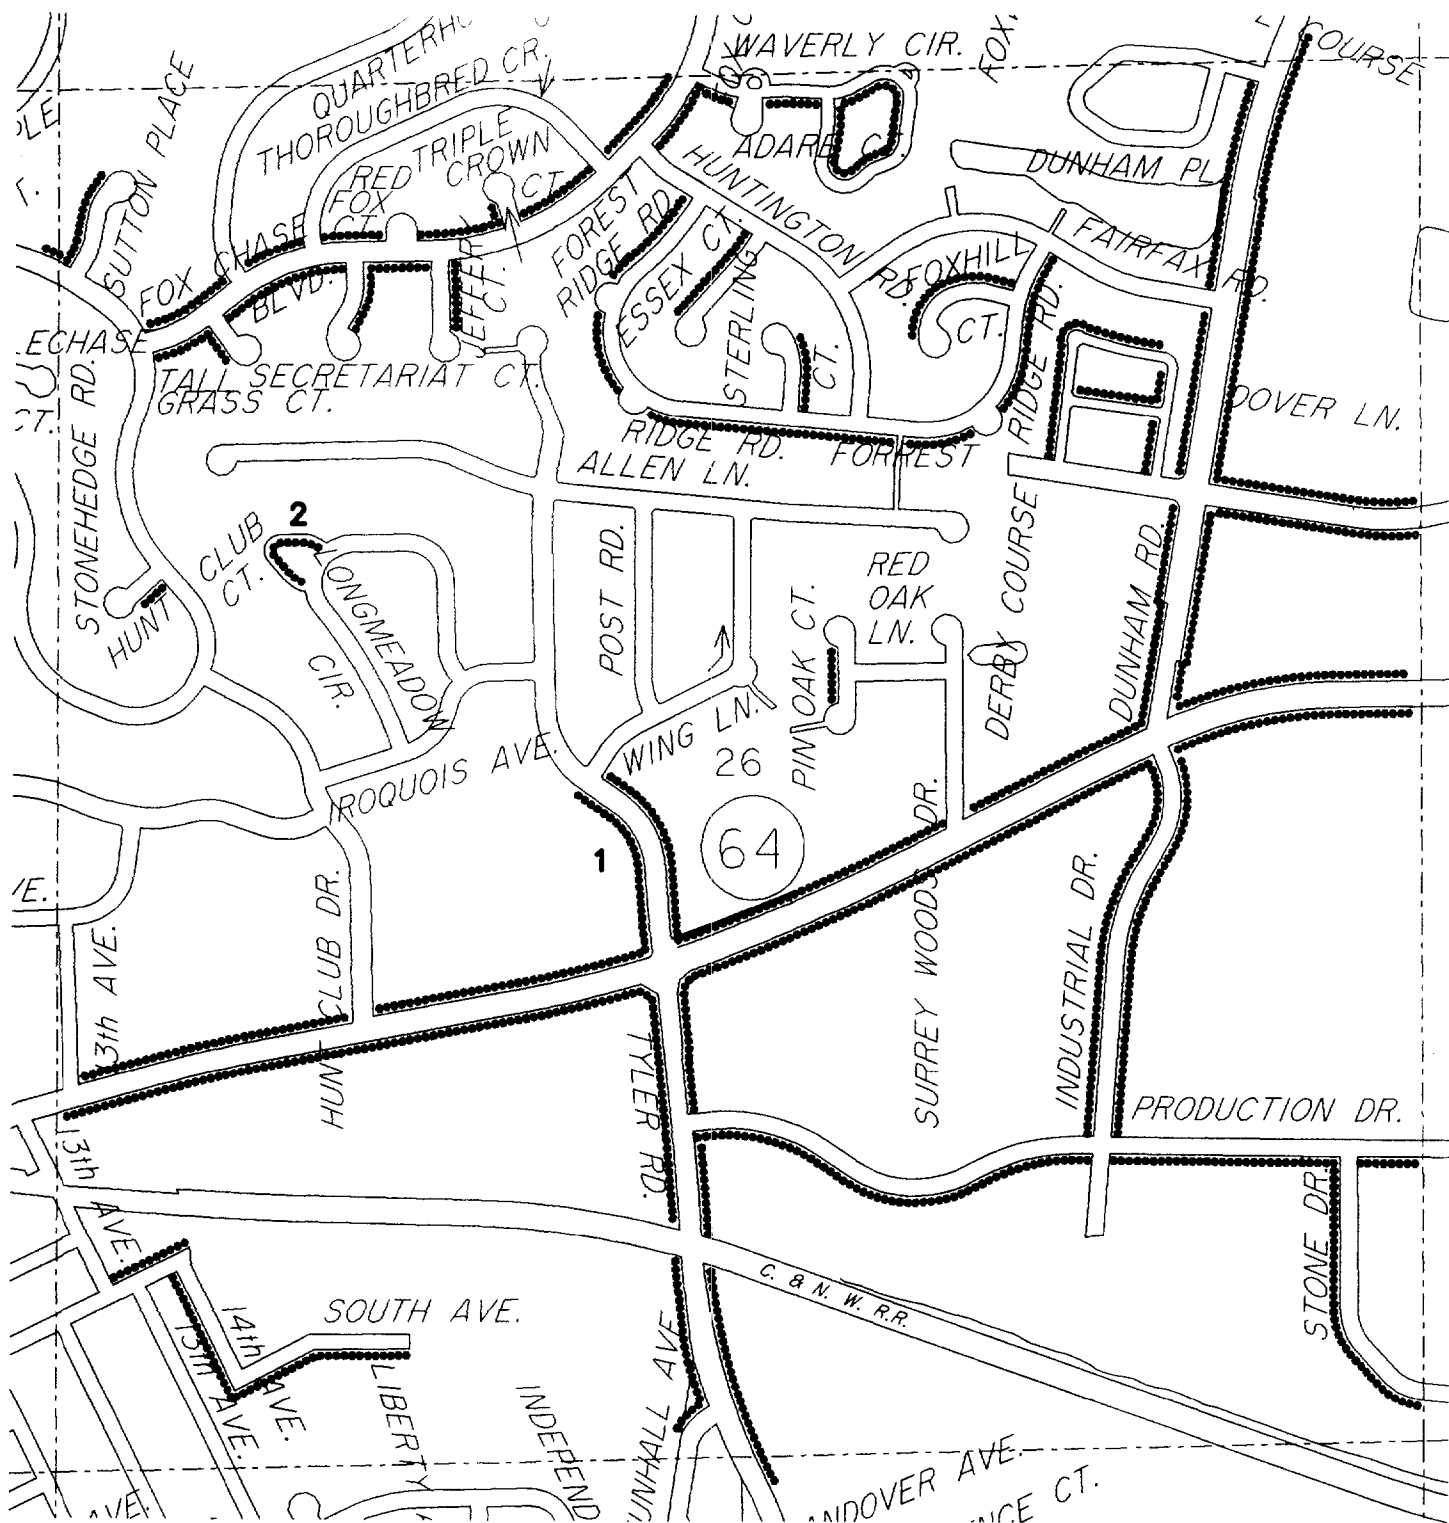 WAVERLY CIR.
COURSE
QUARTERH
THOROUGHBRED CR.
SUTTON PLACE
TRIPLE
CROWN
CT.
RED
FOX
CT.
ADARE CT.
HUNTINGTON
RD.
DUNHAM PL
FAIRFAX RD.
FOX CHASE
BLVD.
JEFFERY
CT.
FOREST
RIDGE RD.
ESSEX CT.
STERLING
CT.
FOXHILL
CT.
RIDGE RD.
ECHASE
CT.
TALL
GRASS CT.
SECRETARIAT CT.
STONEHEDGE RD.
DOVER LN.
RIDGE RD.
FORREST
ALLEN LN.
2
CLUB
CT.
HUNT
LONGMEADOW
CIR.
POST RD.
RED
OAK
LN.
PIN OAK CT.
DERBY COURSE
DUNHAM RD.
WING LN.
IROQUOIS AVE.
26
64
1
VE.
13th AVE.
HUNT CLUB DR.
SURREY WOODS DR.
INDUSTRIAL DR.
TYLER RD.
PRODUCTION DR.
STONE DR.
13th AVE.
C. & N. W. R.R.
SOUTH AVE.
14th
AVE.
15th AVE.
LIBERTY
INDEPEND
DUNHALL AVE
ANDOVER AVE.
NCE CT.
AVE.